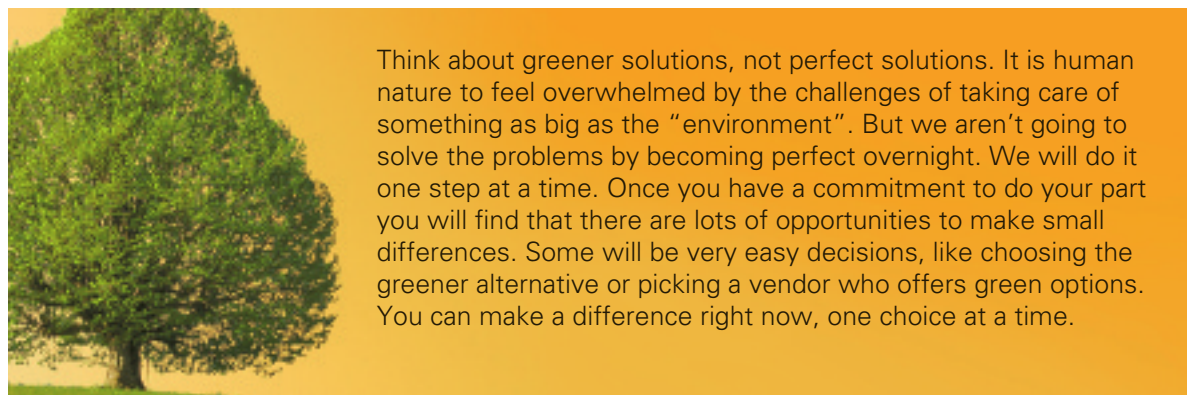 Think about greener solutions, not perfect solutions. It is human
nature to feel overwhelmed by the challenges of taking care of
something as big as the “environment”. But we aren’t going to
solve the problems by becoming perfect overnight. We will do it
one step at a time. Once you have a commitment to do your part
you will find that there are lots of opportunities to make small
differences. Some will be very easy decisions, like choosing the
greener alternative or picking a vendor who offers green options.
You can make a difference right now, one choice at a time.